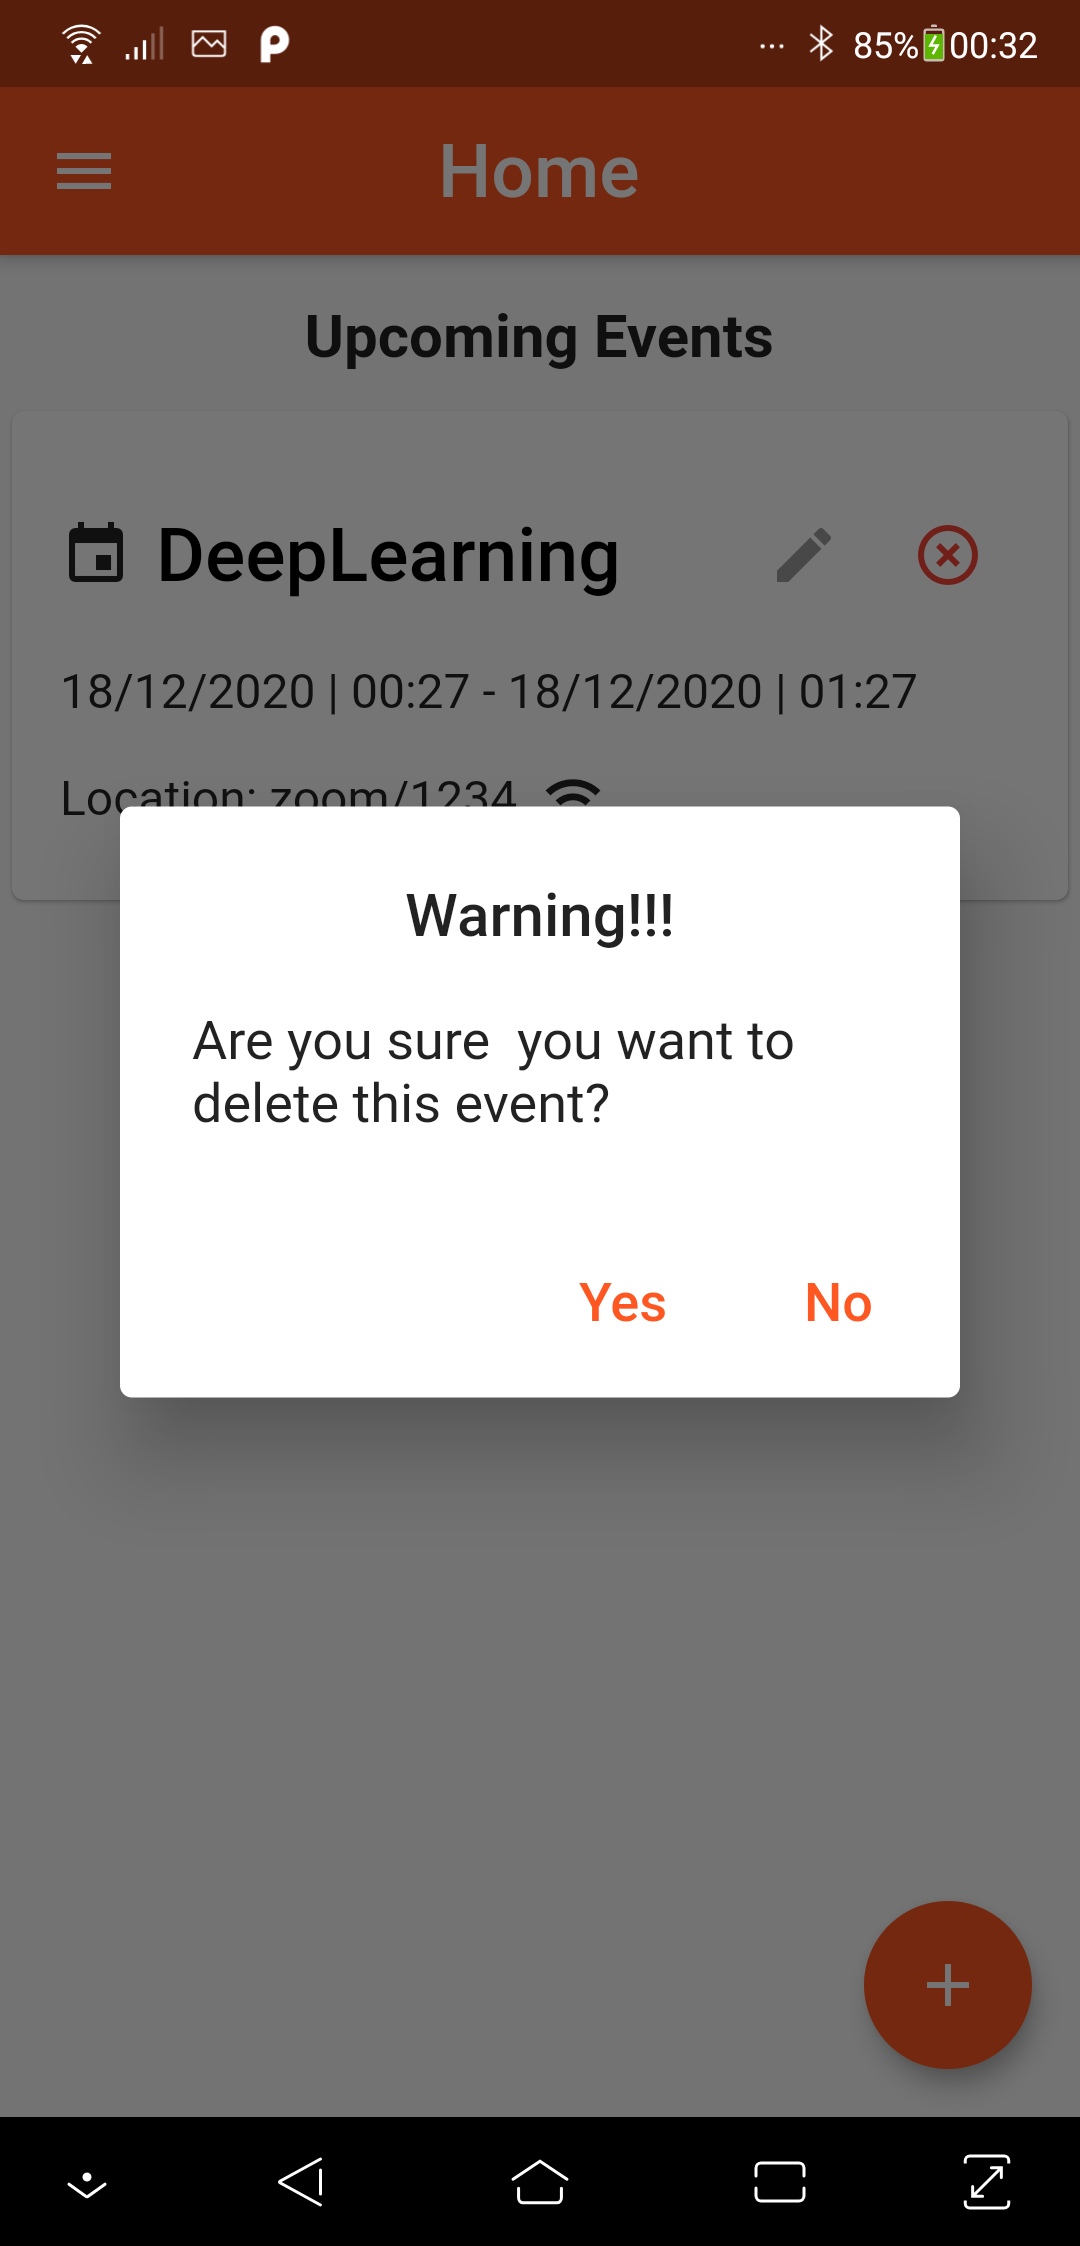 85% 00:32
Home
Upcoming Events
DeepLearning
18/12/2020 | 00:27 - 18/12/2020 | 01:27
Location: zoom/1234
Warning!!!
Are you sure  you want to
delete this event?
Yes No